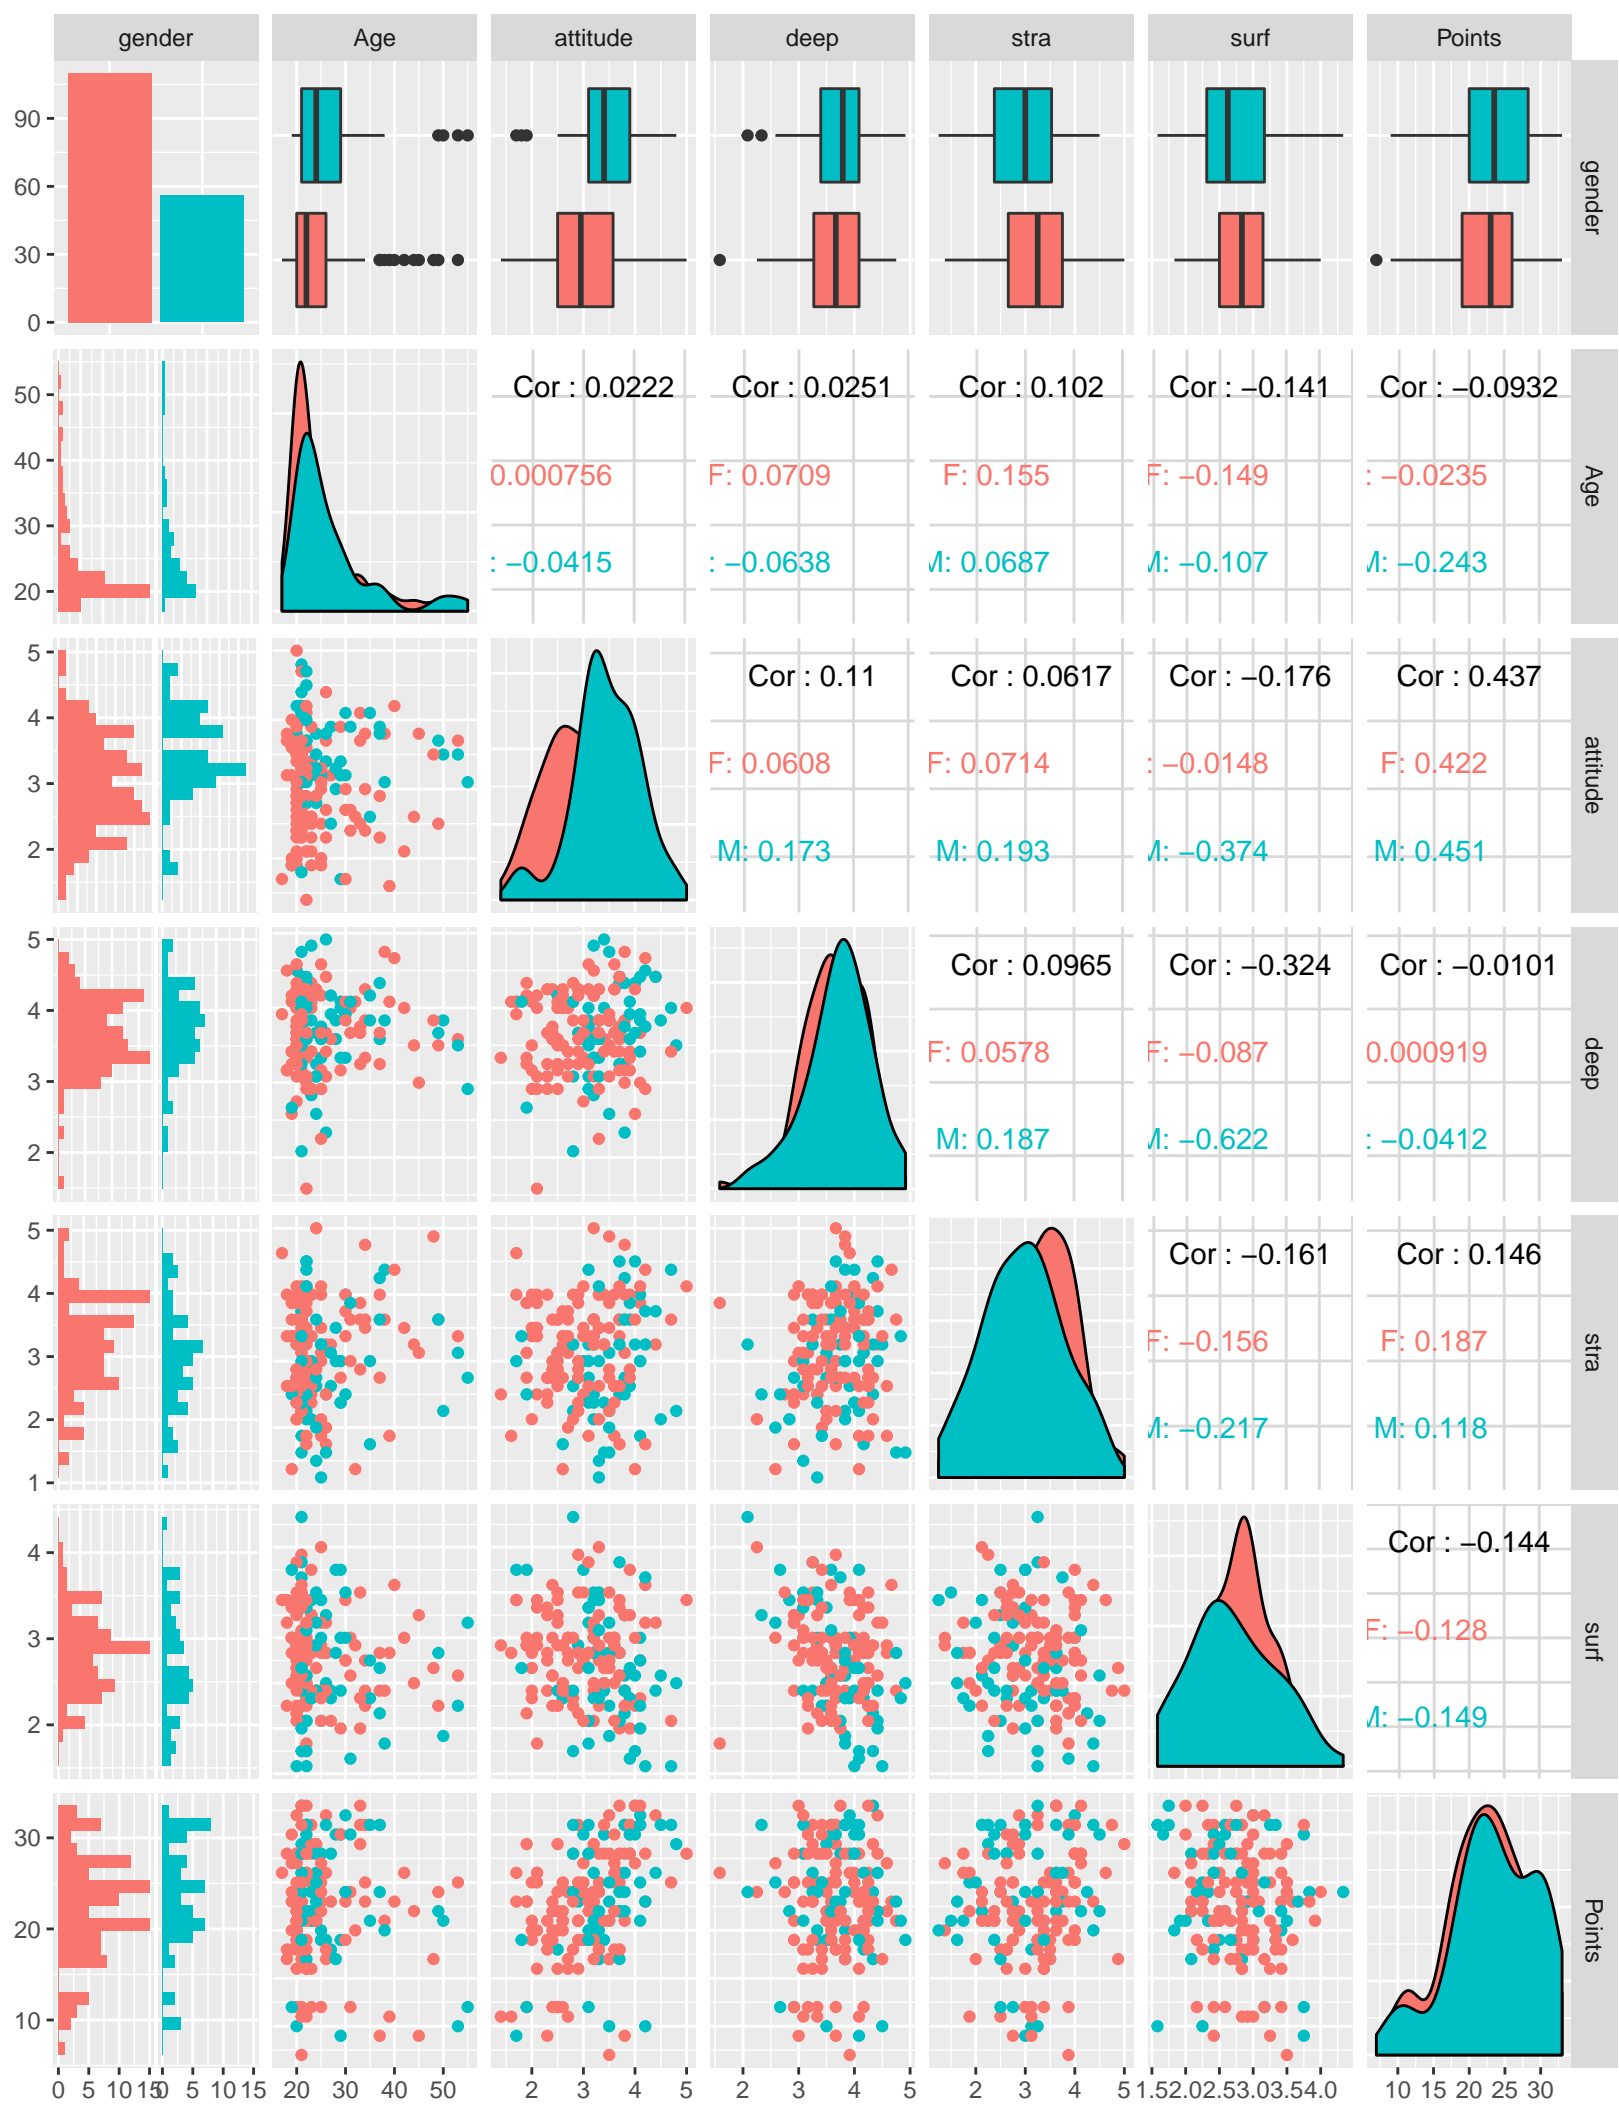 gender Age attitude deep stra surf Points
90
60
30
0
gender
50
40
30
20
Cor : 0.0222 Cor : 0.0251 Cor : 0.102 Cor : −0.141 Cor : −0.0932
0.000756 F: 0.0709 F: 0.155 F: −0.149 : −0.0235
: −0.0415 : −0.0638 M: 0.0687 M: −0.107 M: −0.243
Age
5
4
3
2
Cor : 0.11 Cor : 0.0617 Cor : −0.176 Cor : 0.437
F: 0.0608 F: 0.0714 : −0.0148 F: 0.422
M: 0.173 M: 0.193 M: −0.374 M: 0.451
attitude
5
4
3
2
Cor : 0.0965 Cor : −0.324 Cor : −0.0101
F: 0.0578 F: −0.087 0.000919
M: 0.187 M: −0.622 : −0.0412
deep
5
4
3
2
1
Cor : −0.161 Cor : 0.146
F: −0.156 F: 0.187
M: −0.217 M: 0.118
stra
4
3
2
Cor : −0.144
F: −0.128
M: −0.149
surf
30
20
10
Points
0 5 10 15 0 5 10 15 20 30 40 50 2 3 4 5 2 3 4 5 2 3 4 5 1.5 2.0 2.5 3.0 3.5 4.0 10 15 20 25 30